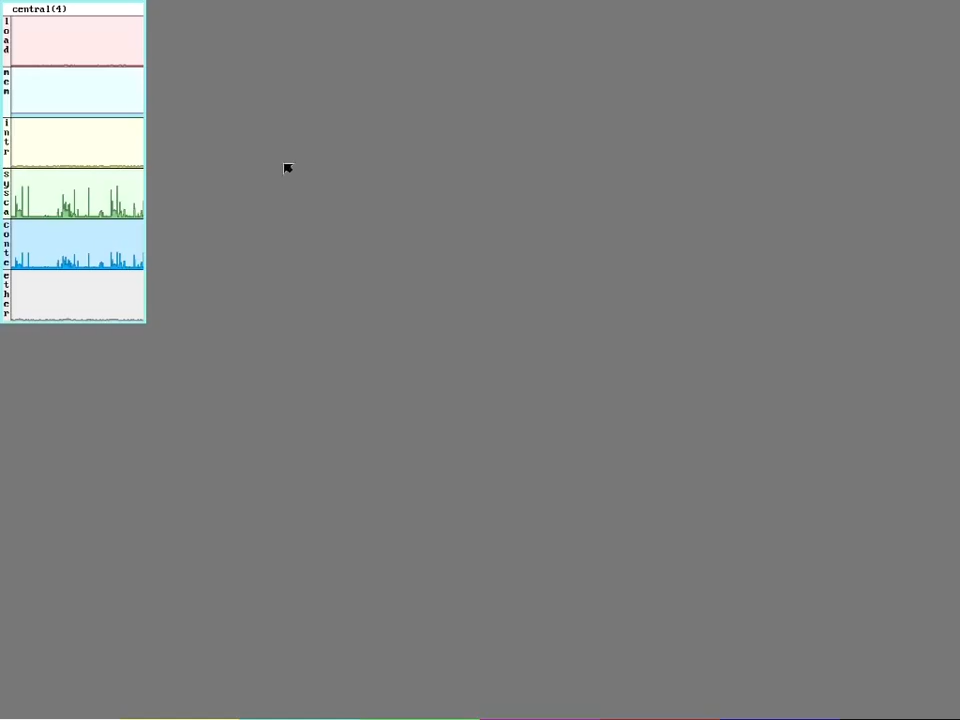 central(4)
load
mem
intr
sysca
conte
ether